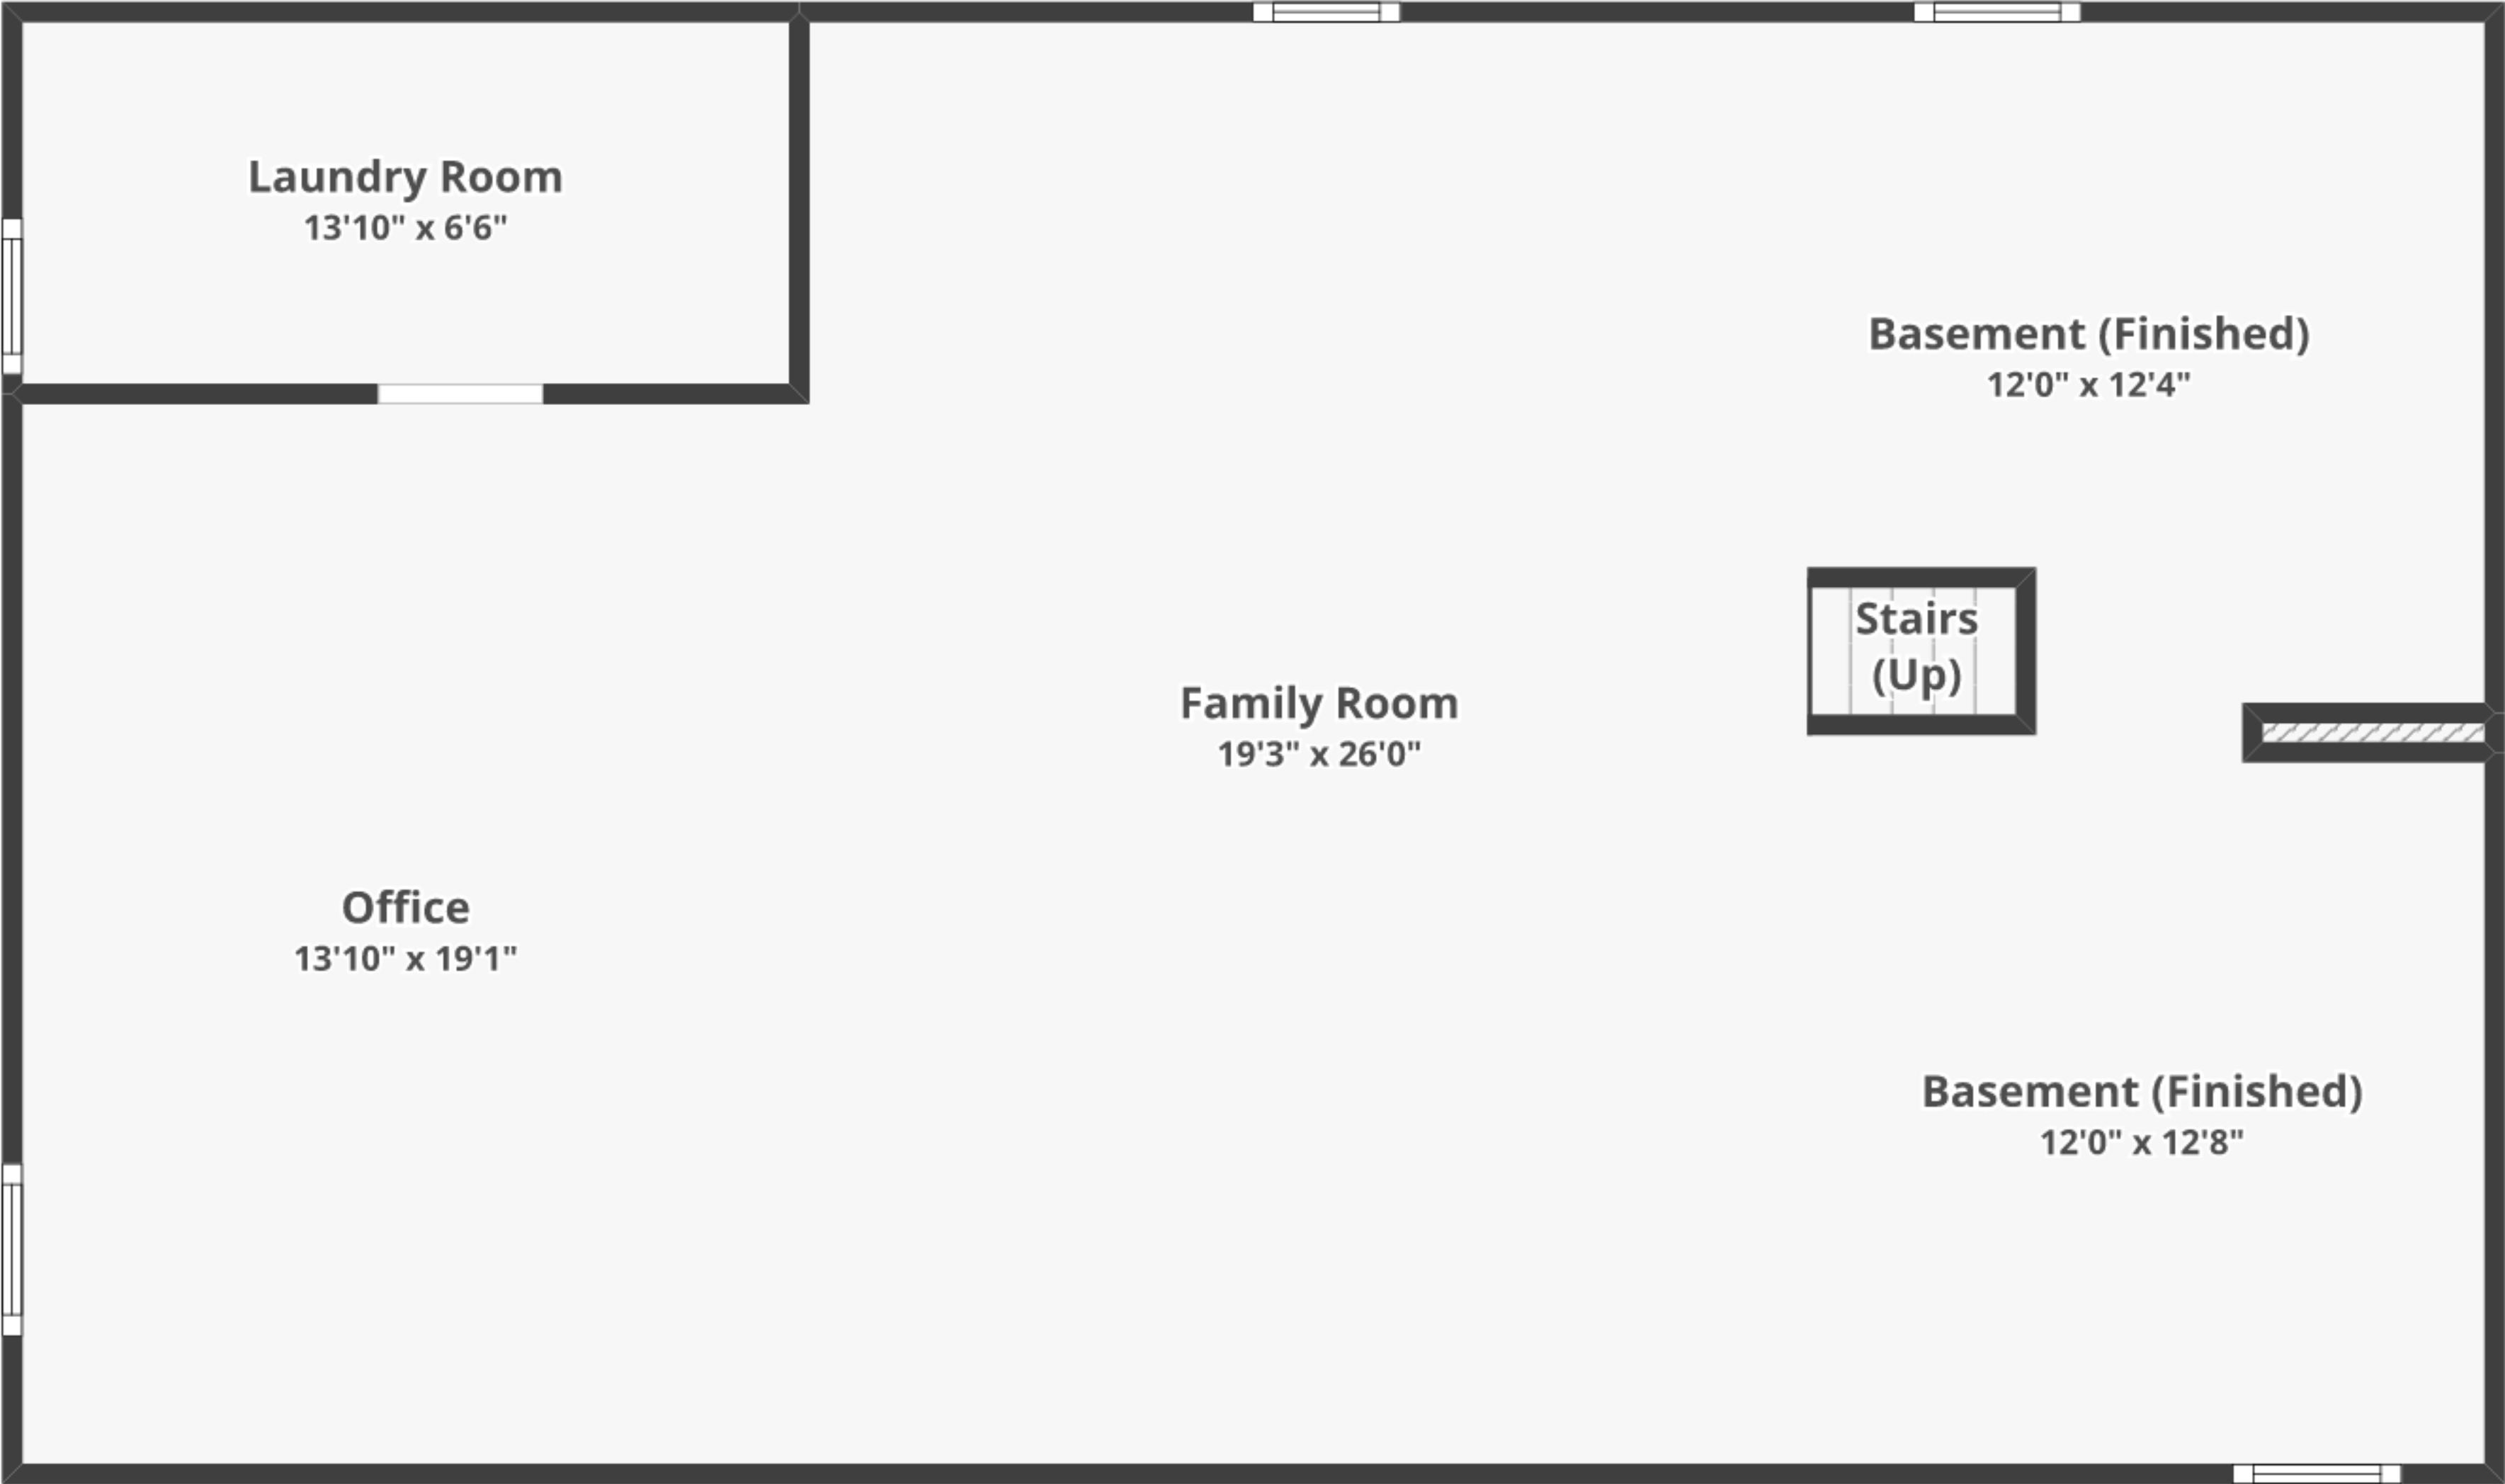 Laundry Room
13'10" x 6'6"
Basement (Finished)
12'0" x 12'4"
Stairs
(Up)
Family Room
19'3" x 26'0"
Office
13'10" x 19'1"
Basement (Finished)
12'0" x 12'8"